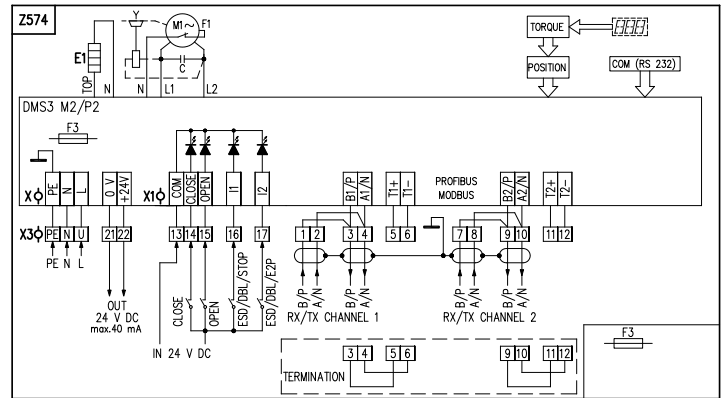 Z574
Y
M1~
F1
E1
C
TOP
N
N
L1
L2
TORQUE
POSITION
COM (RS 232)
DMS3 M2/P2
F3
X
PE
N
L
0 V
+24V
X1
COM
CLOSE
OPEN
I1
I2
B1/P
A1/N
T1+
T1-
PROFIBUS
MODBUS
B2/P
A2/N
T2+
T2-
X3
PE
N
U
21
22
13
14
15
16
17
1
2
3
4
5
6
7
8
9
10
11
12
PE N L
OUT
24 V DC
max.40 mA
CLOSE
OPEN
ESD/DBL/STOP
ESD/DBL/E2P
IN 24 V DC
B/P
A/N
B/P
A/N
RX/TX CHANNEL 1
B/P
A/N
B/P
A/N
RX/TX CHANNEL 2
TERMINATION
3
4
5
6
9
10
11
12
F3